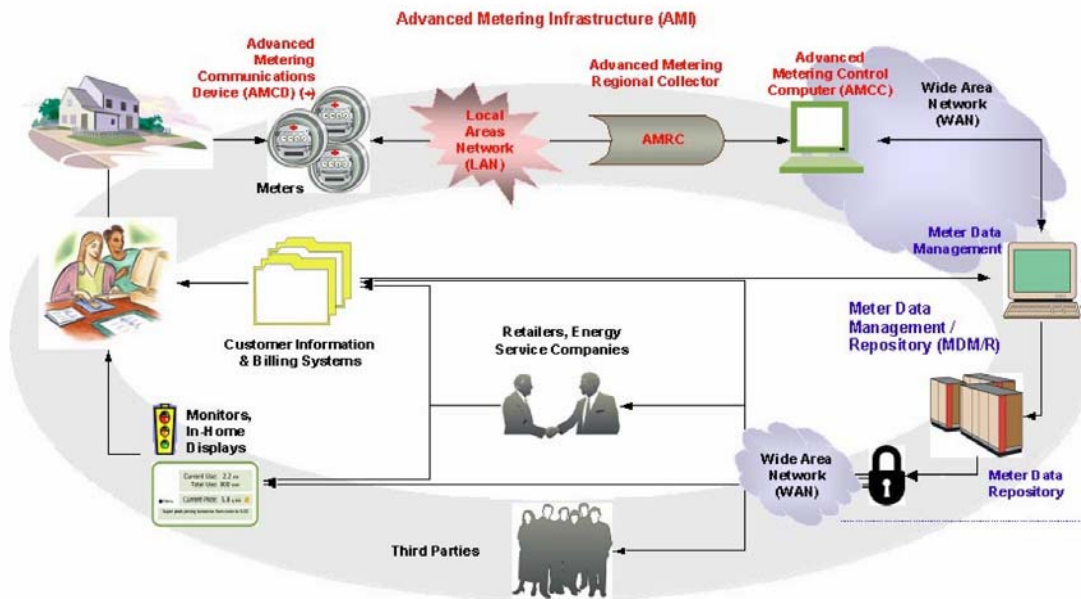 Advanced Metering Infrastructure (AMI)
Advanced
Metering
Communications
Device (AMCD) (+)
Advanced Metering
Regional Collector
Advanced
Metering Control
Computer (AMCC)
Wide Area
Network
(WAN)
Local
Areas
Network
(LAN)
AMRC
Meters
Meter Data
Management
Meter Data
Management /
Repository (MDM/R)
Customer Information
& Billing Systems
Retailers, Energy
Service Companies
Monitors,
In-Home
Displays
Current Use: 2.2
Total Use: 800
Current Price:
Wide Area
Network
(WAN)
Meter Data
Repository
Third Parties